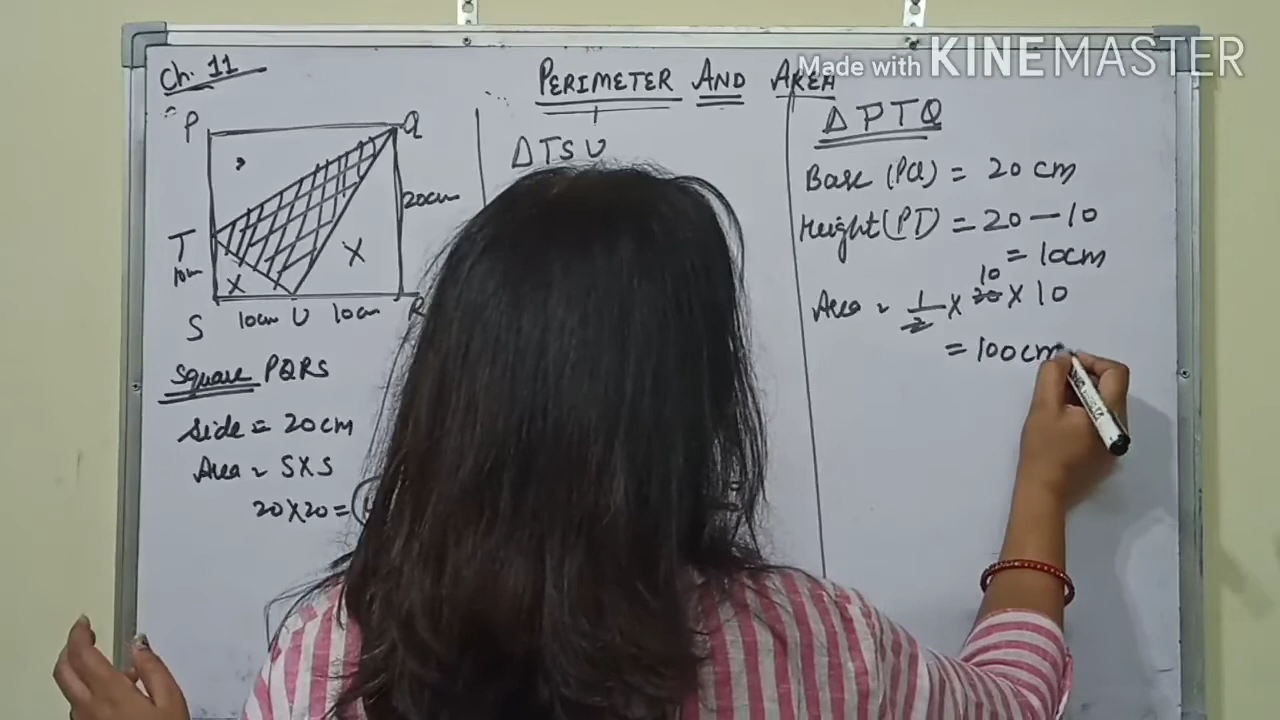 Made with KINEMASTER
Ch. 11
PERIMETER AND AREA
P Q
20cm
T
10cm
X X
S 10cm U 10cm R
Square PQRS
Side = 20cm
Area = S×S
20×20=
ΔTSU
ΔPTQ
Base (PQ) = 20 cm
Height (PT) = 20 — 10
= 10cm
10
Area = 1/2 × 20 × 10
= 100cm